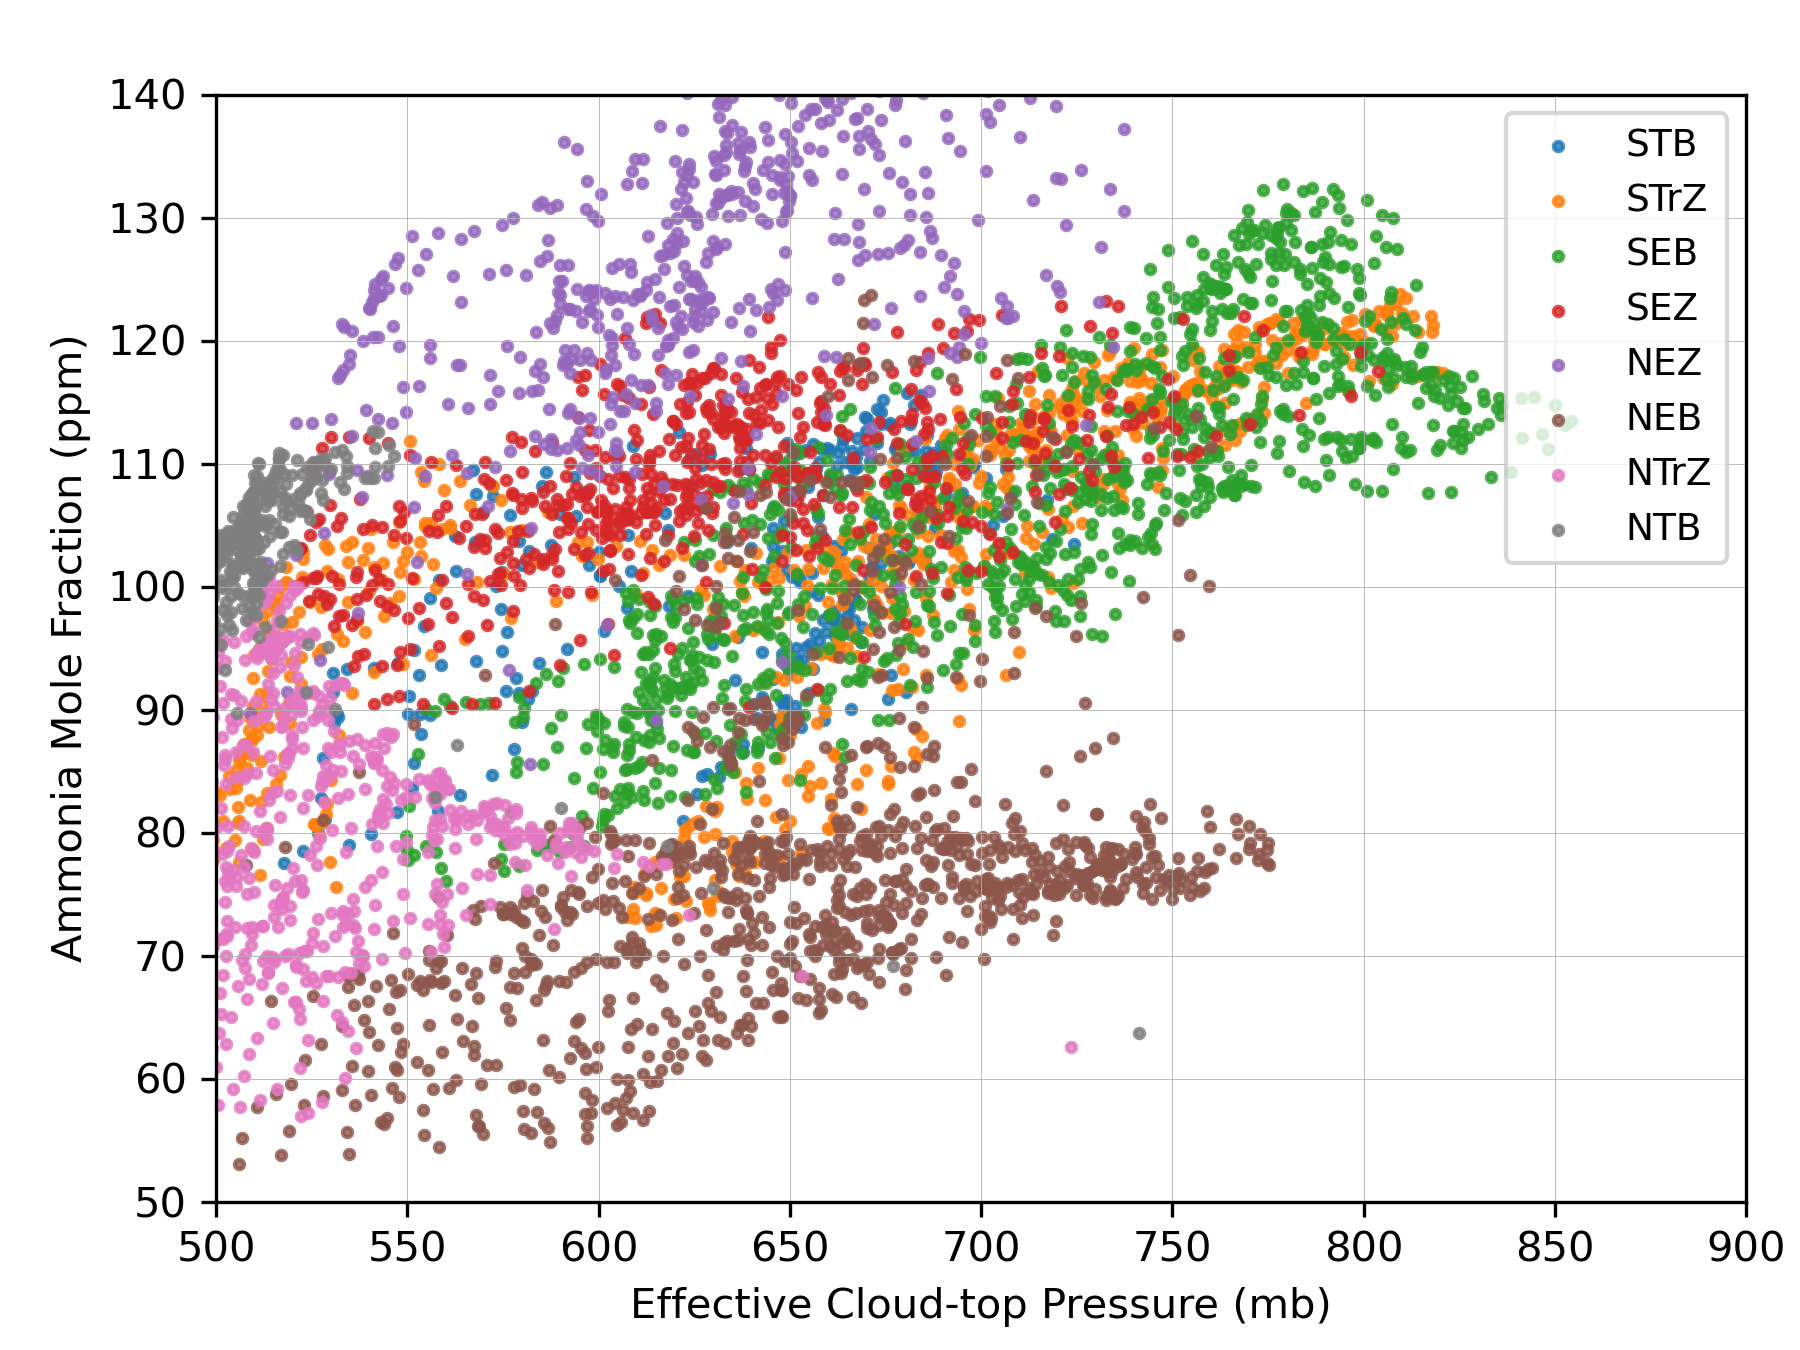 140
130
120
110
100
90
80
70
60
50
Ammonia Mole Fraction (ppm)
500 550 600 650 700 750 800 850 900
Effective Cloud-top Pressure (mb)
STB
STrZ
SEB
SEZ
NEZ
NEB
NTrZ
NTB